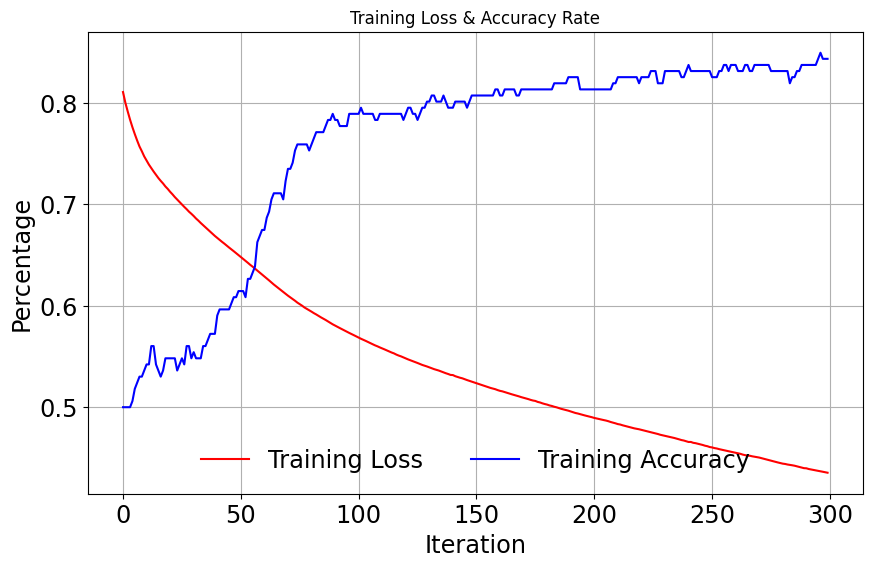 Training Loss & Accuracy Rate
Percentage
0.8
0.7
0.6
0.5
Training Loss
Training Accuracy
0 50 100 150 200 250 300
Iteration